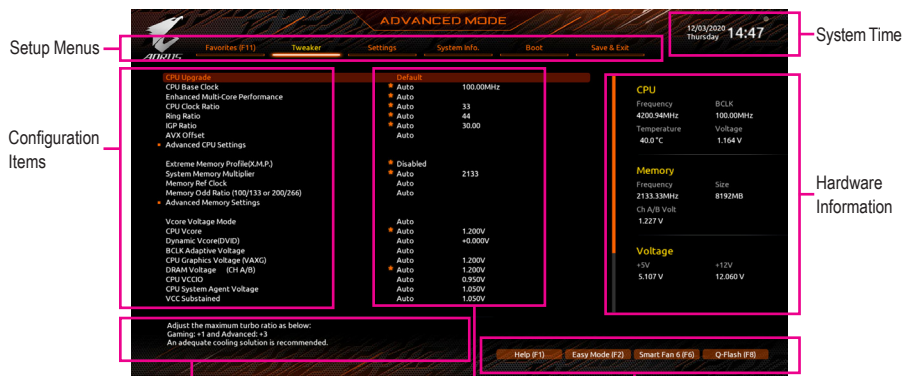 ADVANCED MODE
12/03/2020 Thursday 14:47
System Time
Setup Menus
AORUS
Favorites (F11) Tweaker Settings System Info. Boot Save & Exit
Configuration Items
CPU Upgrade Default
CPU Base Clock * Auto 100.00MHz
Enhanced Multi-Core Performance * Auto
CPU Clock Ratio * Auto 33
Ring Ratio * Auto 44
IGP Ratio * Auto 30.00
AVX Offset Auto
Advanced CPU Settings
Extreme Memory Profile(X.M.P.) * Disabled
System Memory Multiplier * Auto 2133
Memory Ref Clock Auto
Memory Odd Ratio (100/133 or 200/266) Auto
Advanced Memory Settings
Vcore Voltage Mode Auto
CPU Vcore * Auto 1.200V
Dynamic Vcore(DVID) Auto +0.000V
BCLK Adaptive Voltage Auto
CPU Graphics Voltage (VAXG) Auto 1.200V
DRAM Voltage (CH A/B) * Auto 1.200V
CPU VCCIO Auto 0.950V
CPU System Agent Voltage Auto 1.050V
VCC Substained Auto 1.050V
CPU
Frequency BCLK
4200.94MHz 100.00MHz
Temperature Voltage
40.0 °C 1.164 V
Memory
Frequency Size
2133.33MHz 8192MB
Ch A/B Volt
1.227 V
Voltage
+5V +12V
5.107 V 12.060 V
Hardware Information
Adjust the maximum turbo ratio as below:
Gaming: +1 and Advanced: +3
An adequate cooling solution is recommended.
Help (F1) Easy Mode (F2) Smart Fan 6 (F6) Q-Flash (F8)